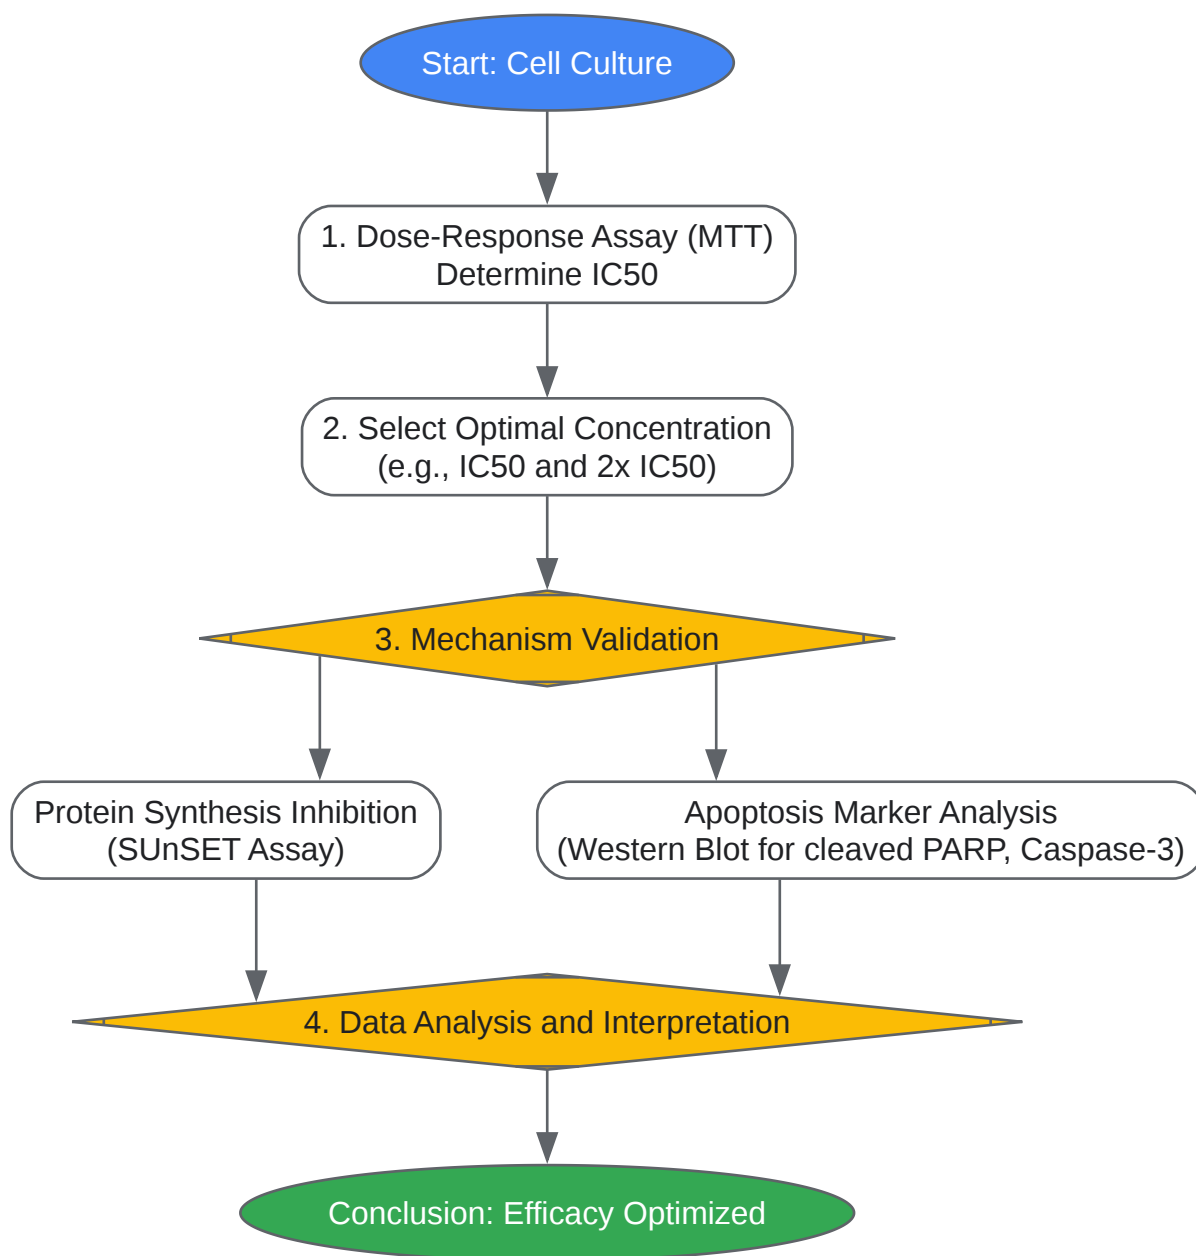 Start: Cell Culture
1. Dose-Response Assay (MTT)
Determine IC50
2. Select Optimal Concentration
(e.g., IC50 and 2x IC50)
3. Mechanism Validation
Protein Synthesis Inhibition
(SUnSET Assay)
Apoptosis Marker Analysis
(Western Blot for cleaved PARP, Caspase-3)
4. Data Analysis and Interpretation
Conclusion: Efficacy Optimized